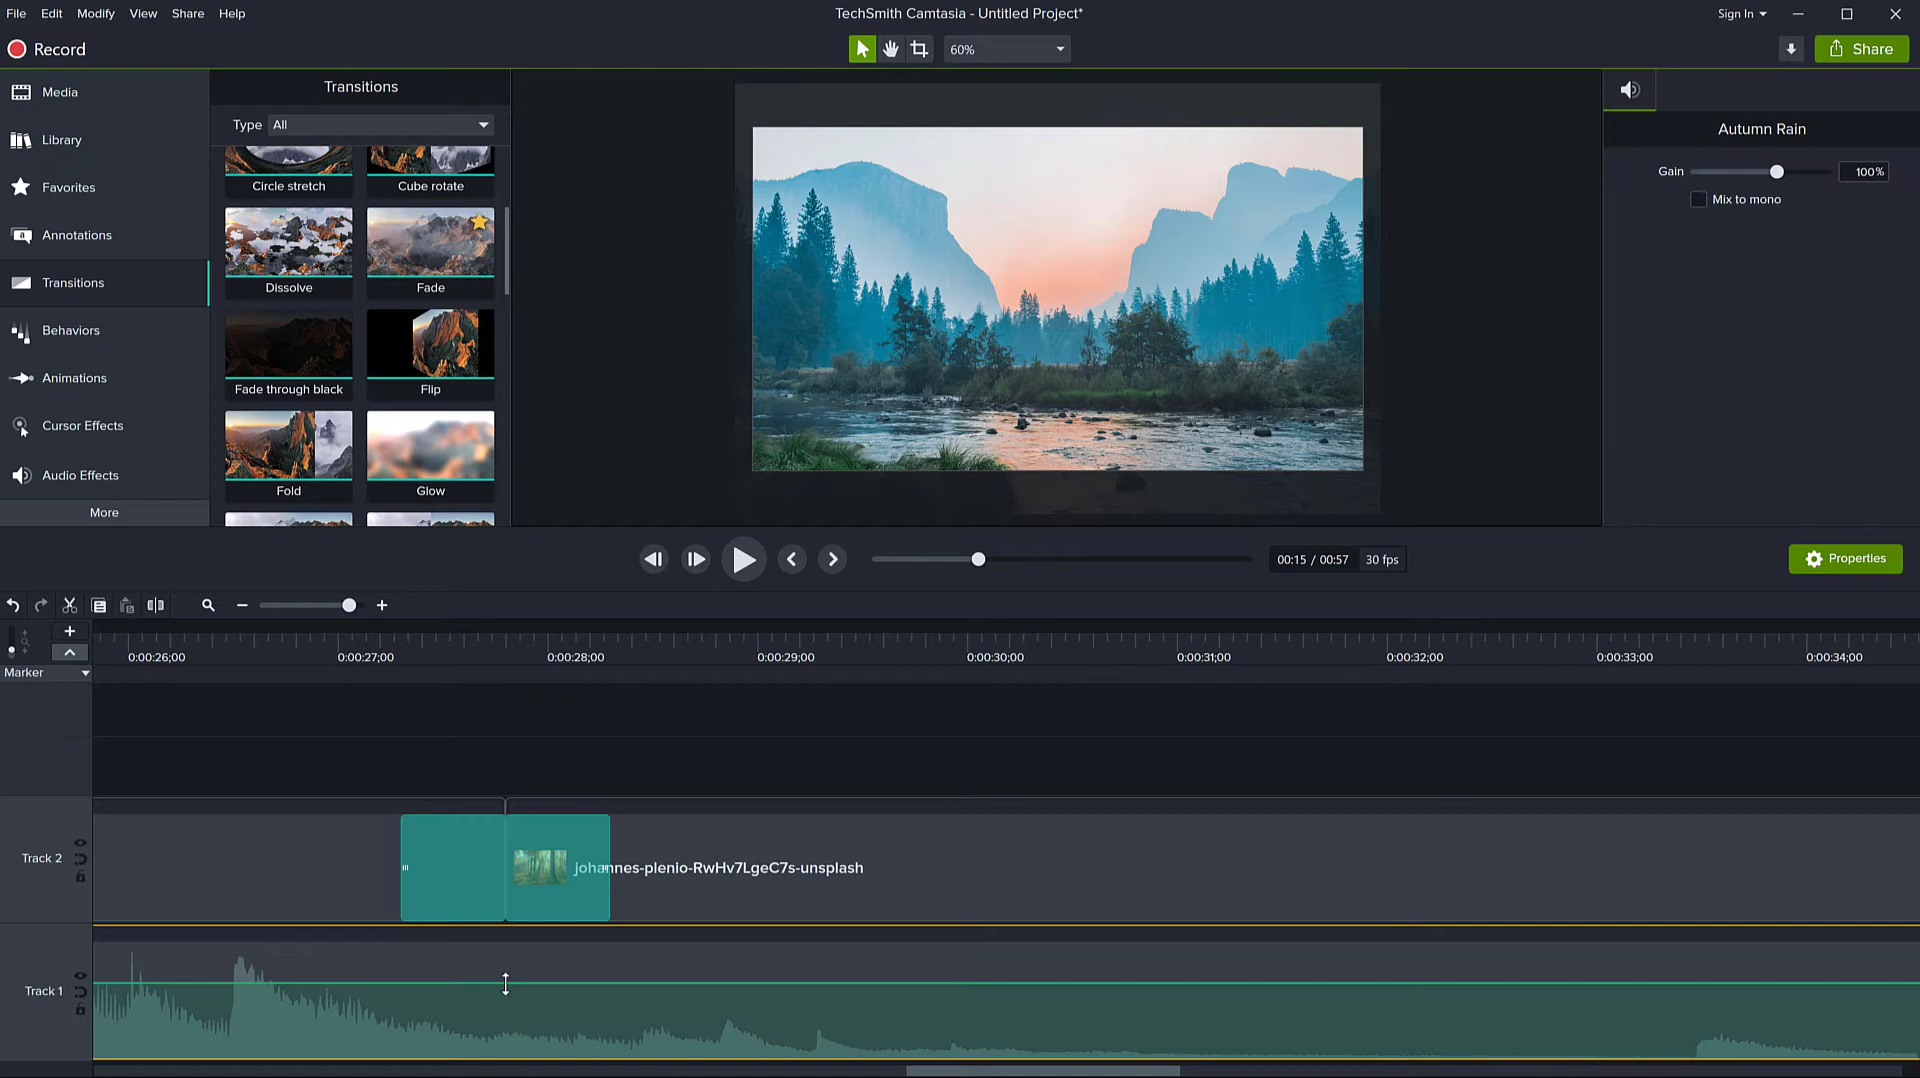 File Edit Modify View Share Help
TechSmith Camtasia - Untitled Project*
Sign In
Record
60%
Share
Media
Library
Favorites
a
Annotations
Transitions
Behaviors
Animations
Cursor Effects
Audio Effects
More
Transitions
Type All
Circle stretch
Cube rotate
Dissolve
Fade
Fade through black
Flip
Fold
Glow
Autumn Rain
Gain 100%
Mix to mono
00:15 / 00:57 30 fps
Properties
0:00:26;00 0:00:27;00 0:00:28;00 0:00:29;00 0:00:30;00 0:00:31;00 0:00:32;00 0:00:33;00 0:00:34;00
Marker
Track 2
johannes-plenio-RwHv7LgeC7s-unsplash
Track 1